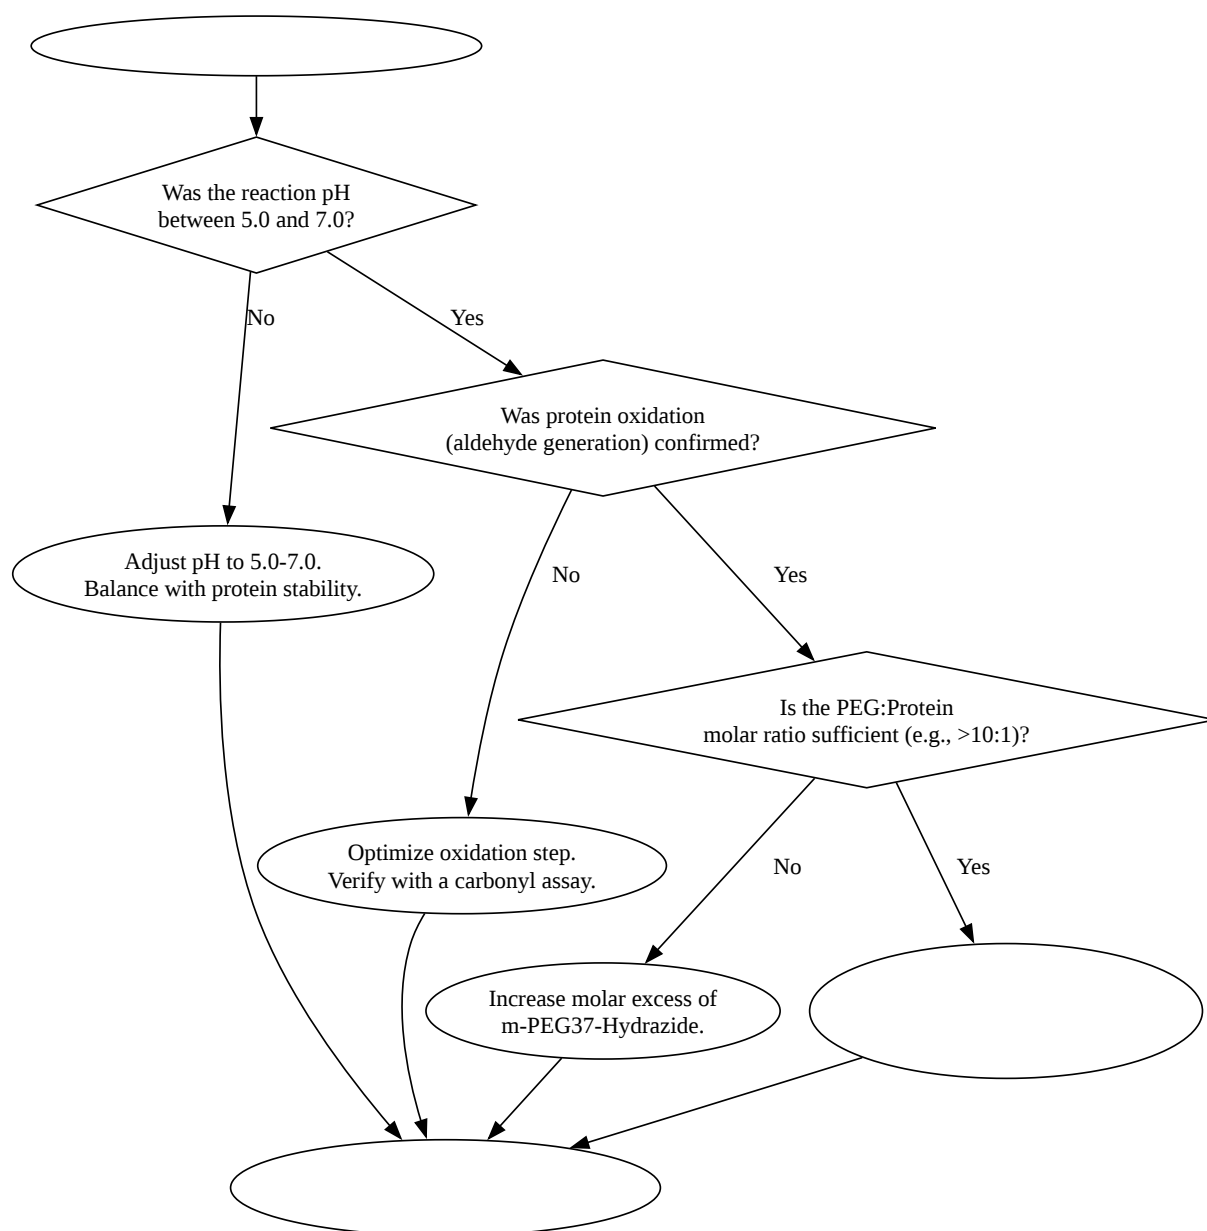 Was the reaction pH
between 5.0 and 7.0?
No
Yes
Was protein oxidation
(aldehyde generation) confirmed?
Adjust pH to 5.0-7.0.
Balance with protein stability.
No
Yes
Is the PEG:Protein
molar ratio sufficient (e.g., >10:1)?
Optimize oxidation step.
Verify with a carbonyl assay.
No
Yes
Increase molar excess of
m-PEG37-Hydrazide.